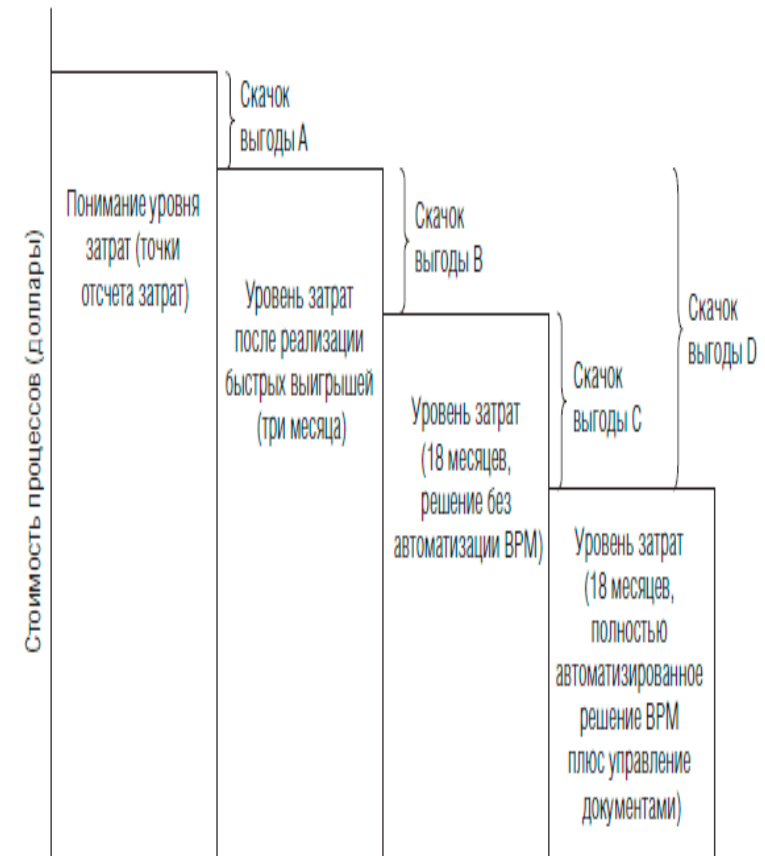 Стоимость процессов (доллары)
Понимание уровня
затрат (точки
отсчета затрат)
Скачок
выгоды A
Уровень затрат
после реализации
быстрых выигрышей
(три месяца)
Скачок
выгоды B
Уровень затрат
(18 месяцев,
решение без
автоматизации BPM)
Скачок
выгоды C
Уровень затрат
(18 месяцев,
полностью
автоматизированное
решение BPM
плюс управление
документами)
Скачок
выгоды D